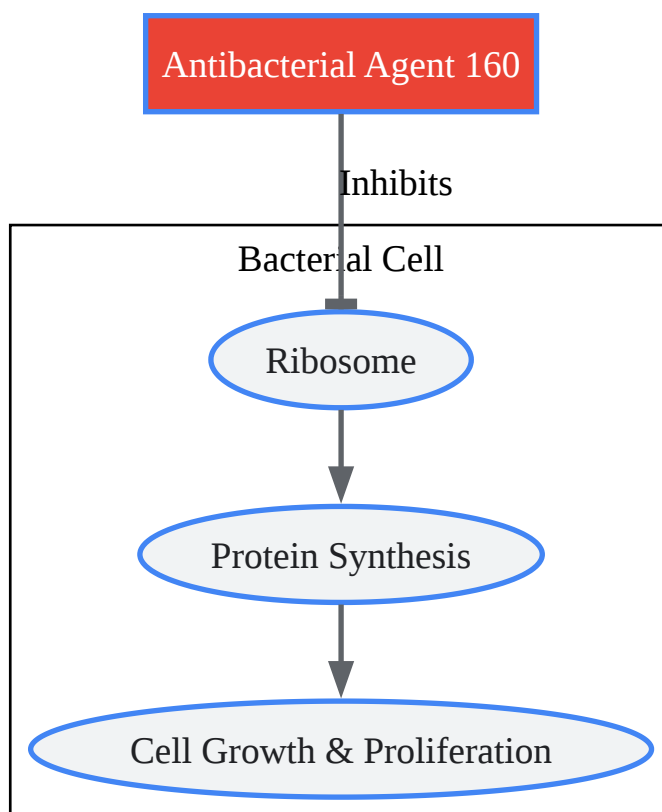 Antibacterial Agent 160
Inhibits
Bacterial Cell
Ribosome
Protein Synthesis
Cell Growth & Proliferation